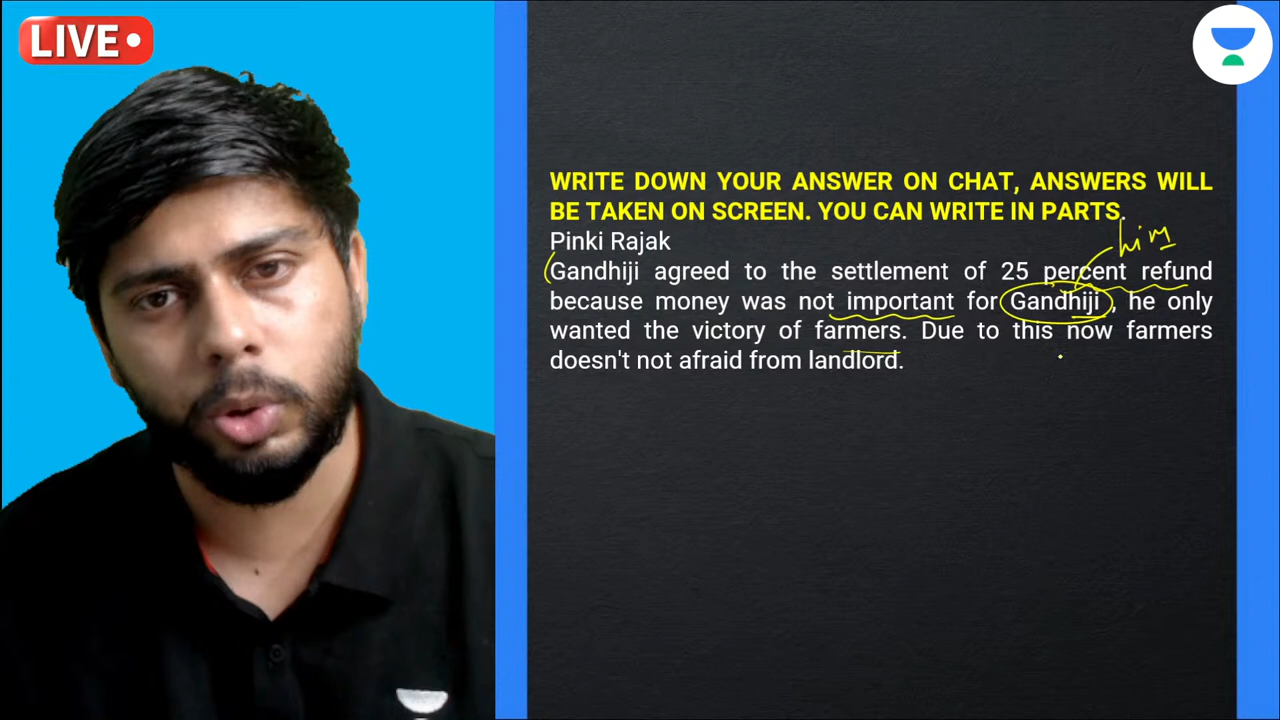 LIVE
WRITE DOWN YOUR ANSWER ON CHAT, ANSWERS WILL
BE TAKEN ON SCREEN. YOU CAN WRITE IN PARTS.
him
Pinki Rajak
Gandhiji agreed to the settlement of 25 percent refund
because money was not important for Gandhiji , he only
wanted the victory of farmers. Due to this now farmers
doesn't not afraid from landlord.